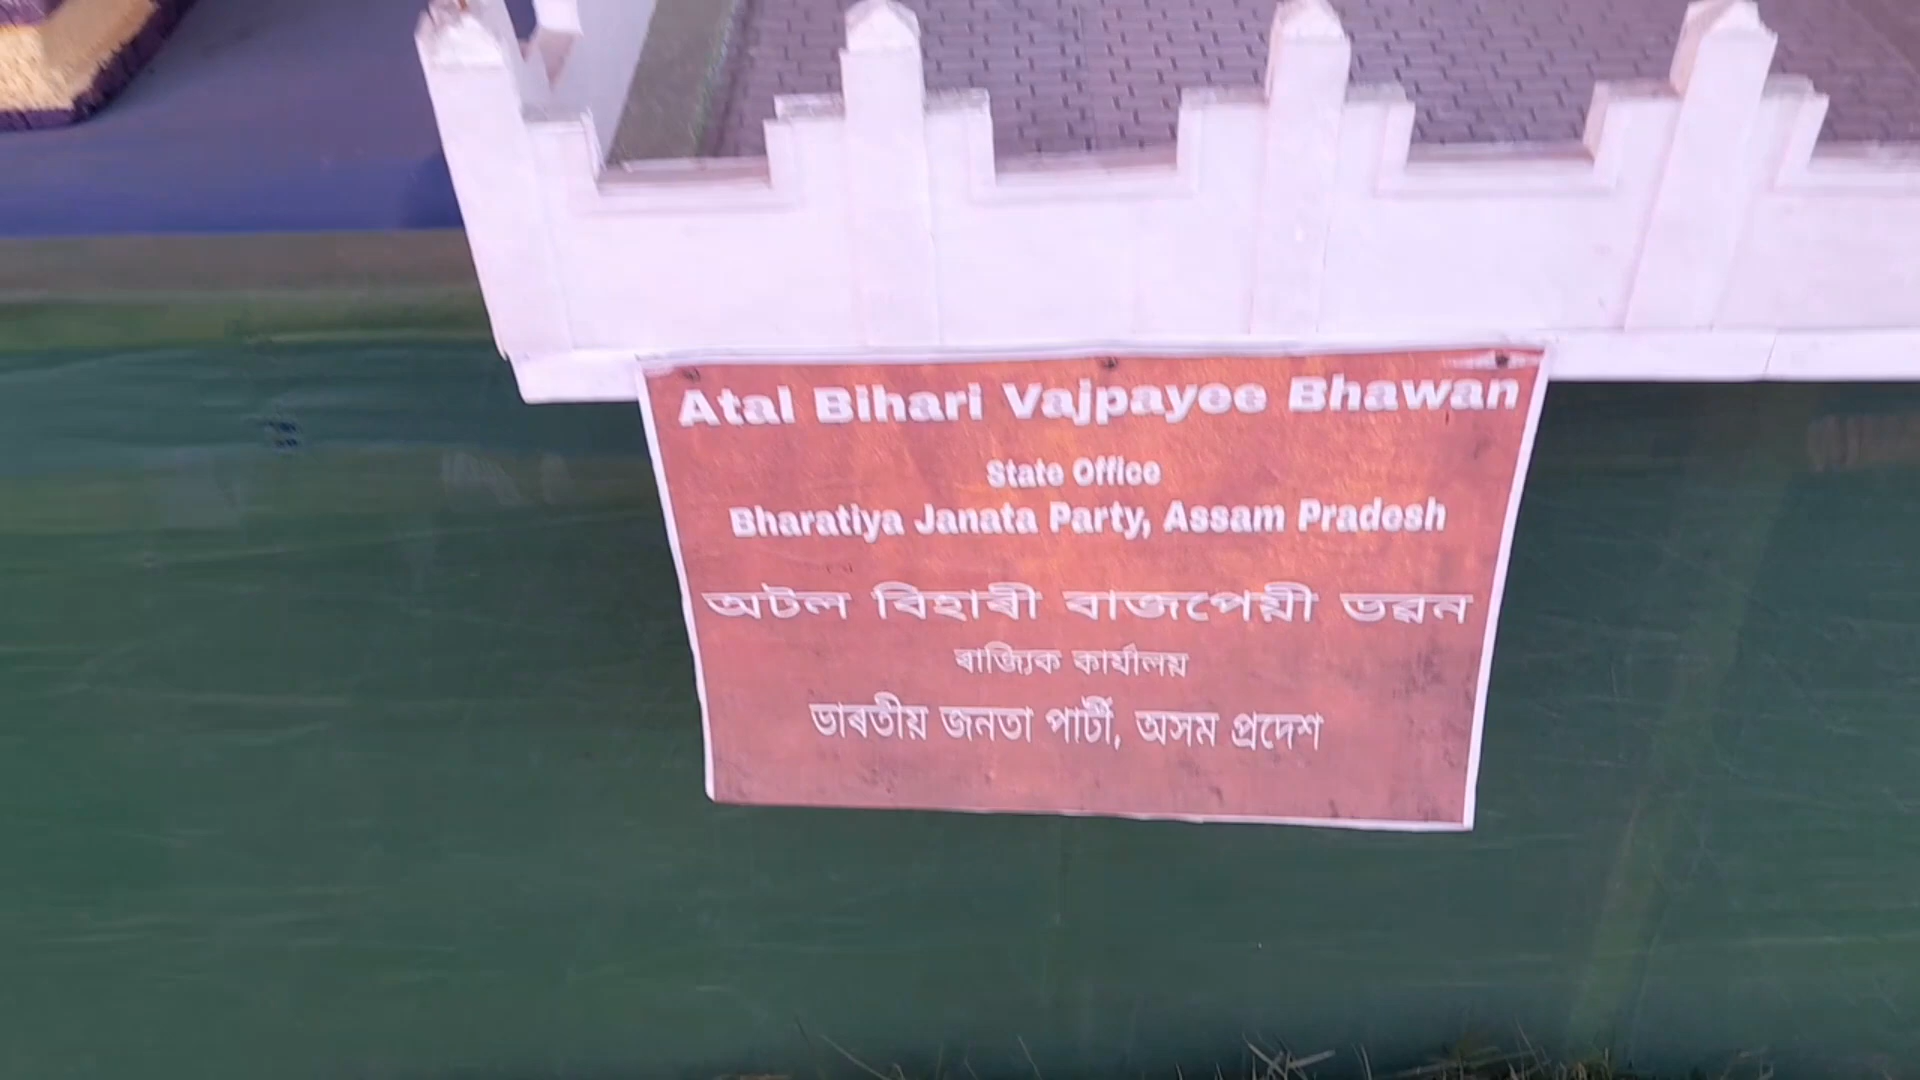 Atal Bihari Vajpayee Bhawan
State Office
Bharatiya Janata Party, Assam Pradesh
অটল বিহাৰী বাজপেয়ী ভৱন
ৰাজ্যিক কাৰ্যালয়
ভাৰতীয় জনতা পাৰ্টী, অসম প্ৰদেশ